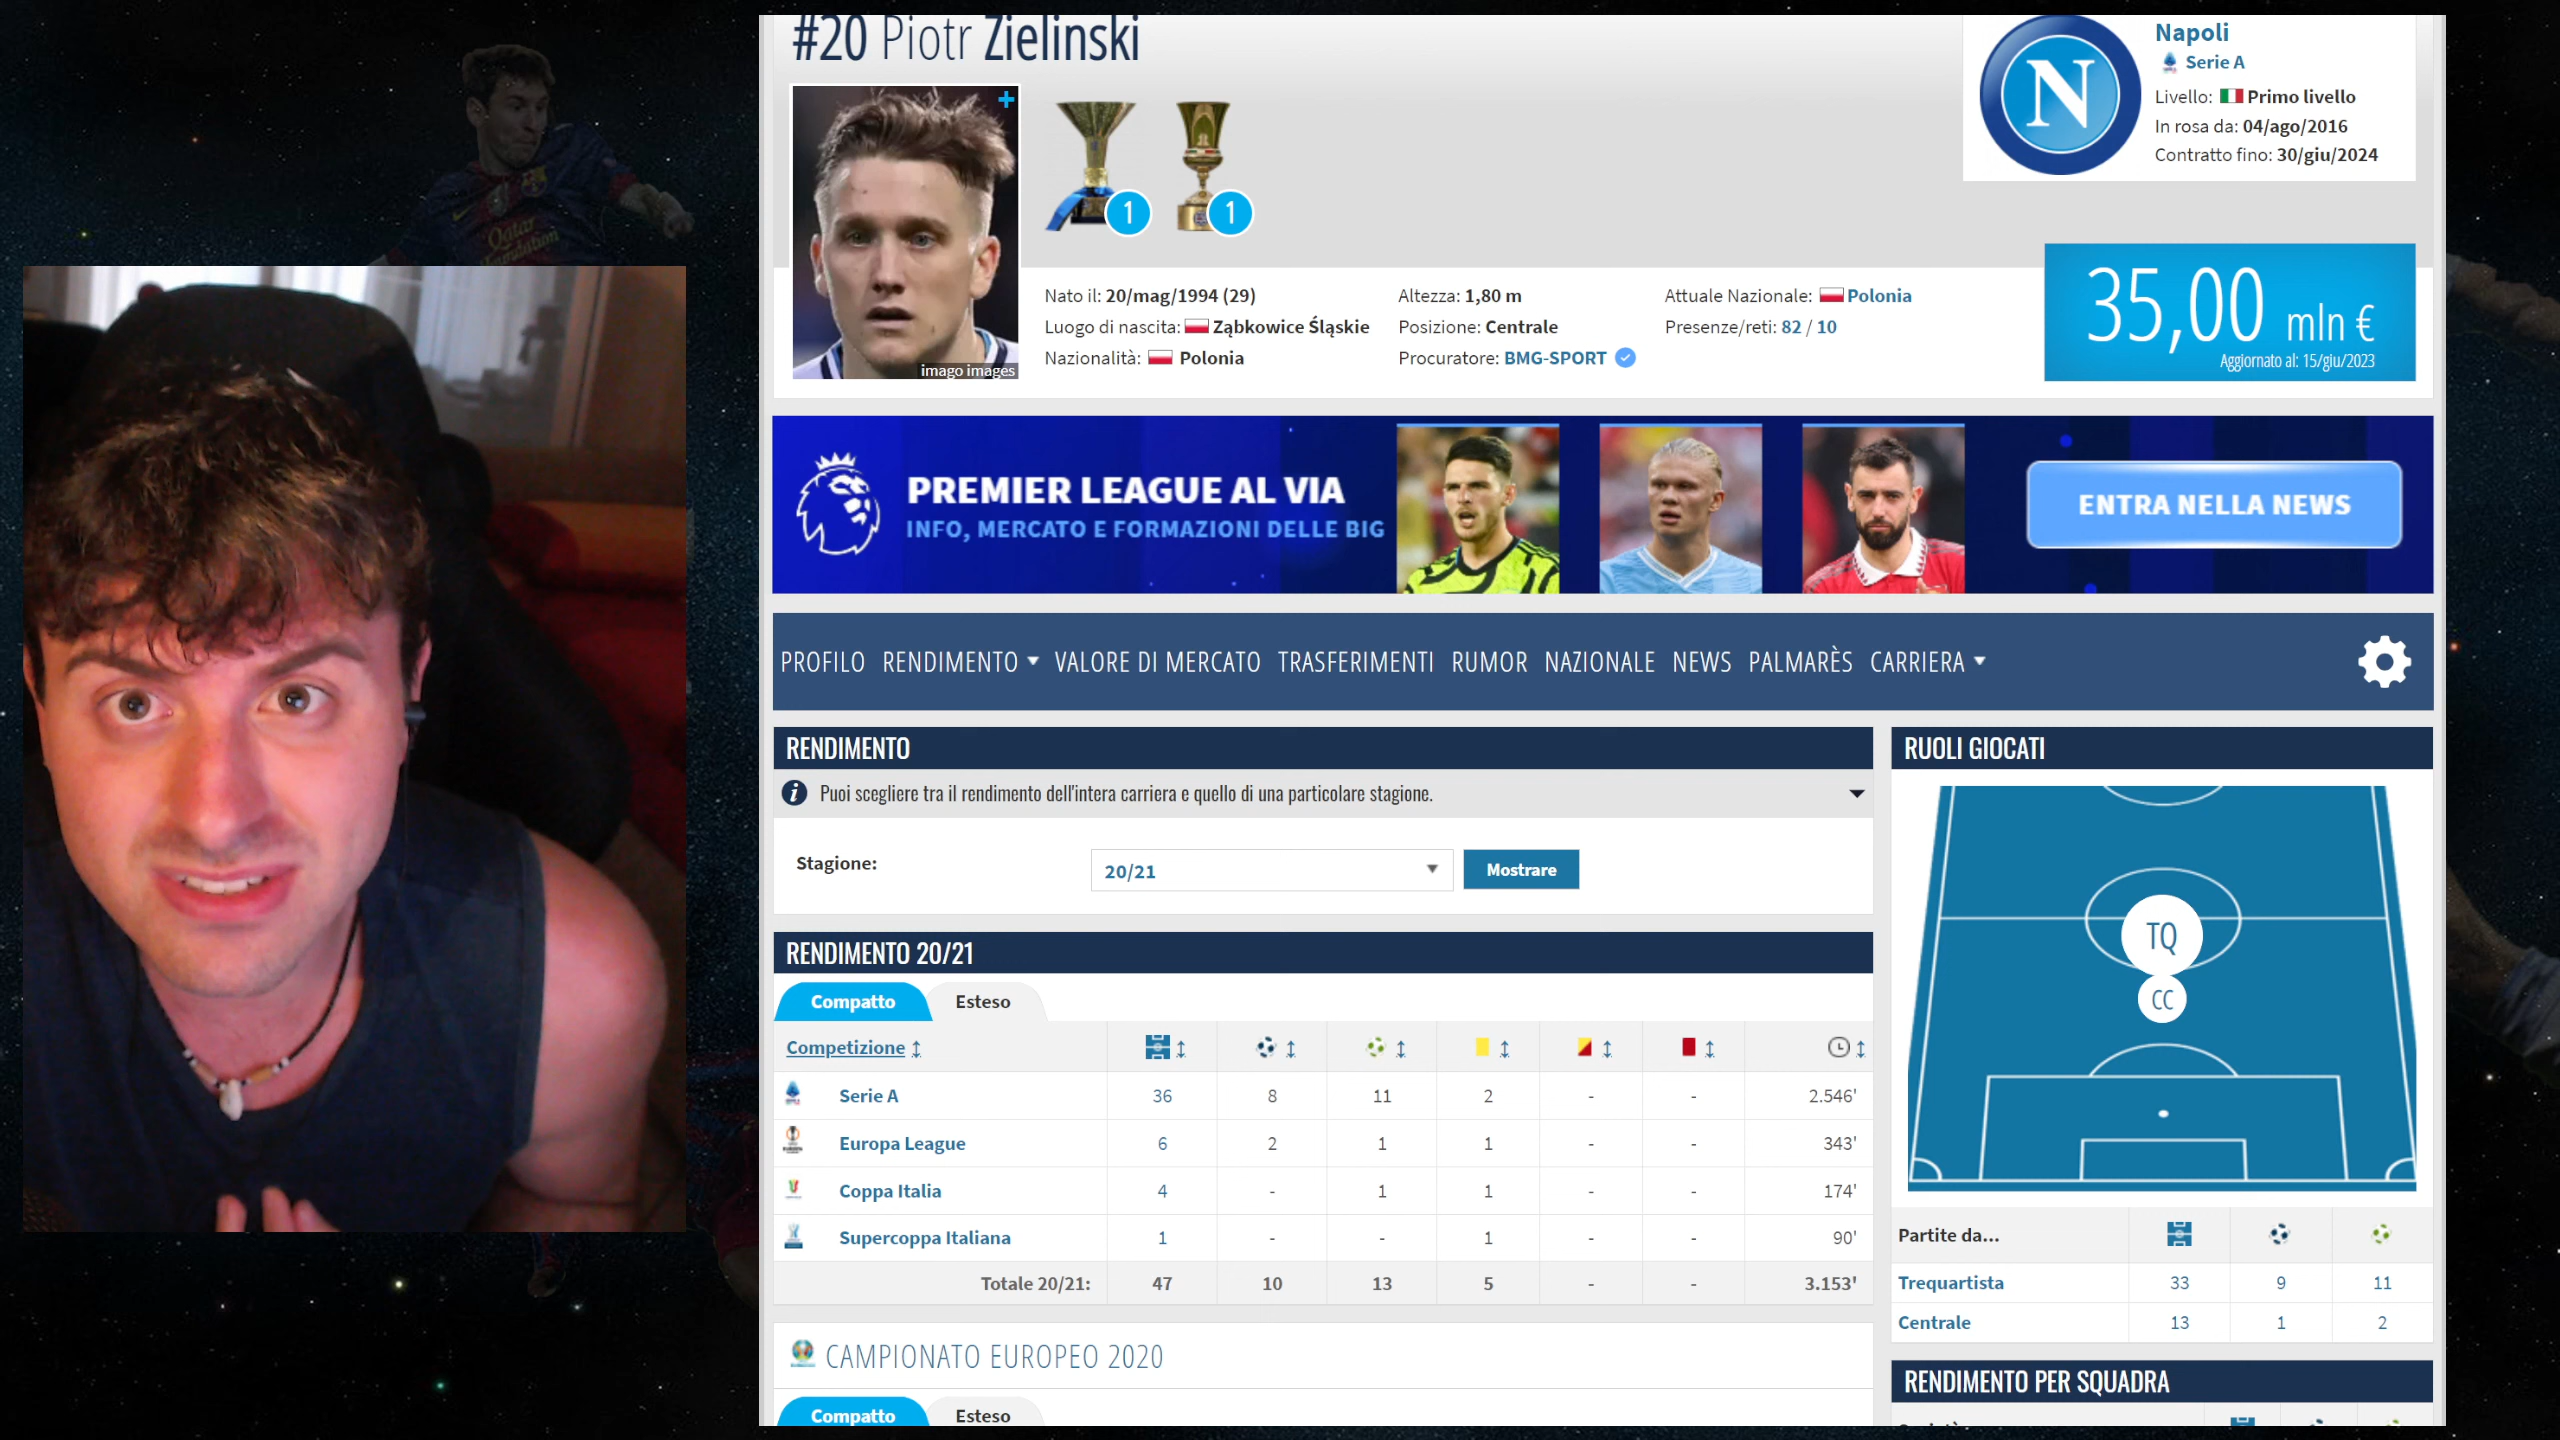 #20 Piotr Zielinski
Napoli
Serie A
Livello: Primo livello
In rosa da: 04/ago/2016
Contratto fino: 30/giu/2024
N
1
1
Qatar
Foundation
imago images
Nato il: 20/mag/1994 (29)
Luogo di nascita: Ząbkowice Śląskie
Nazionalità: Polonia
Altezza: 1,80 m
Posizione: Centrale
Procuratore: BMG-SPORT
Attuale Nazionale: Polonia
Presenze/reti: 82 / 10
35,00 mln €
Aggiornato al: 15/giu/2023
PREMIER LEAGUE AL VIA
INFO, MERCATO E FORMAZIONI DELLE BIG
ENTRA NELLA NEWS
PROFILO RENDIMENTO VALORE DI MERCATO TRASFERIMENTI RUMOR NAZIONALE NEWS PALMARÈS CARRIERA
RENDIMENTO
Puoi scegliere tra il rendimento dell'intera carriera e quello di una particolare stagione.
Stagione: 20/21 Mostrare
RENDIMENTO 20/21
Compatto Esteso
Competizione
Serie A 36 8 11 2 - - 2.546'
Europa League 6 2 1 1 - - 343'
Coppa Italia 4 - 1 1 - - 174'
Supercoppa Italiana 1 - - 1 - - 90'
Totale 20/21: 47 10 13 5 - - 3.153'
CAMPIONATO EUROPEO 2020
Compatto Esteso
RUOLI GIOCATI
TQ
CC
Partite da...
Trequartista 33 9 11
Centrale 13 1 2
RENDIMENTO PER SQUADRA